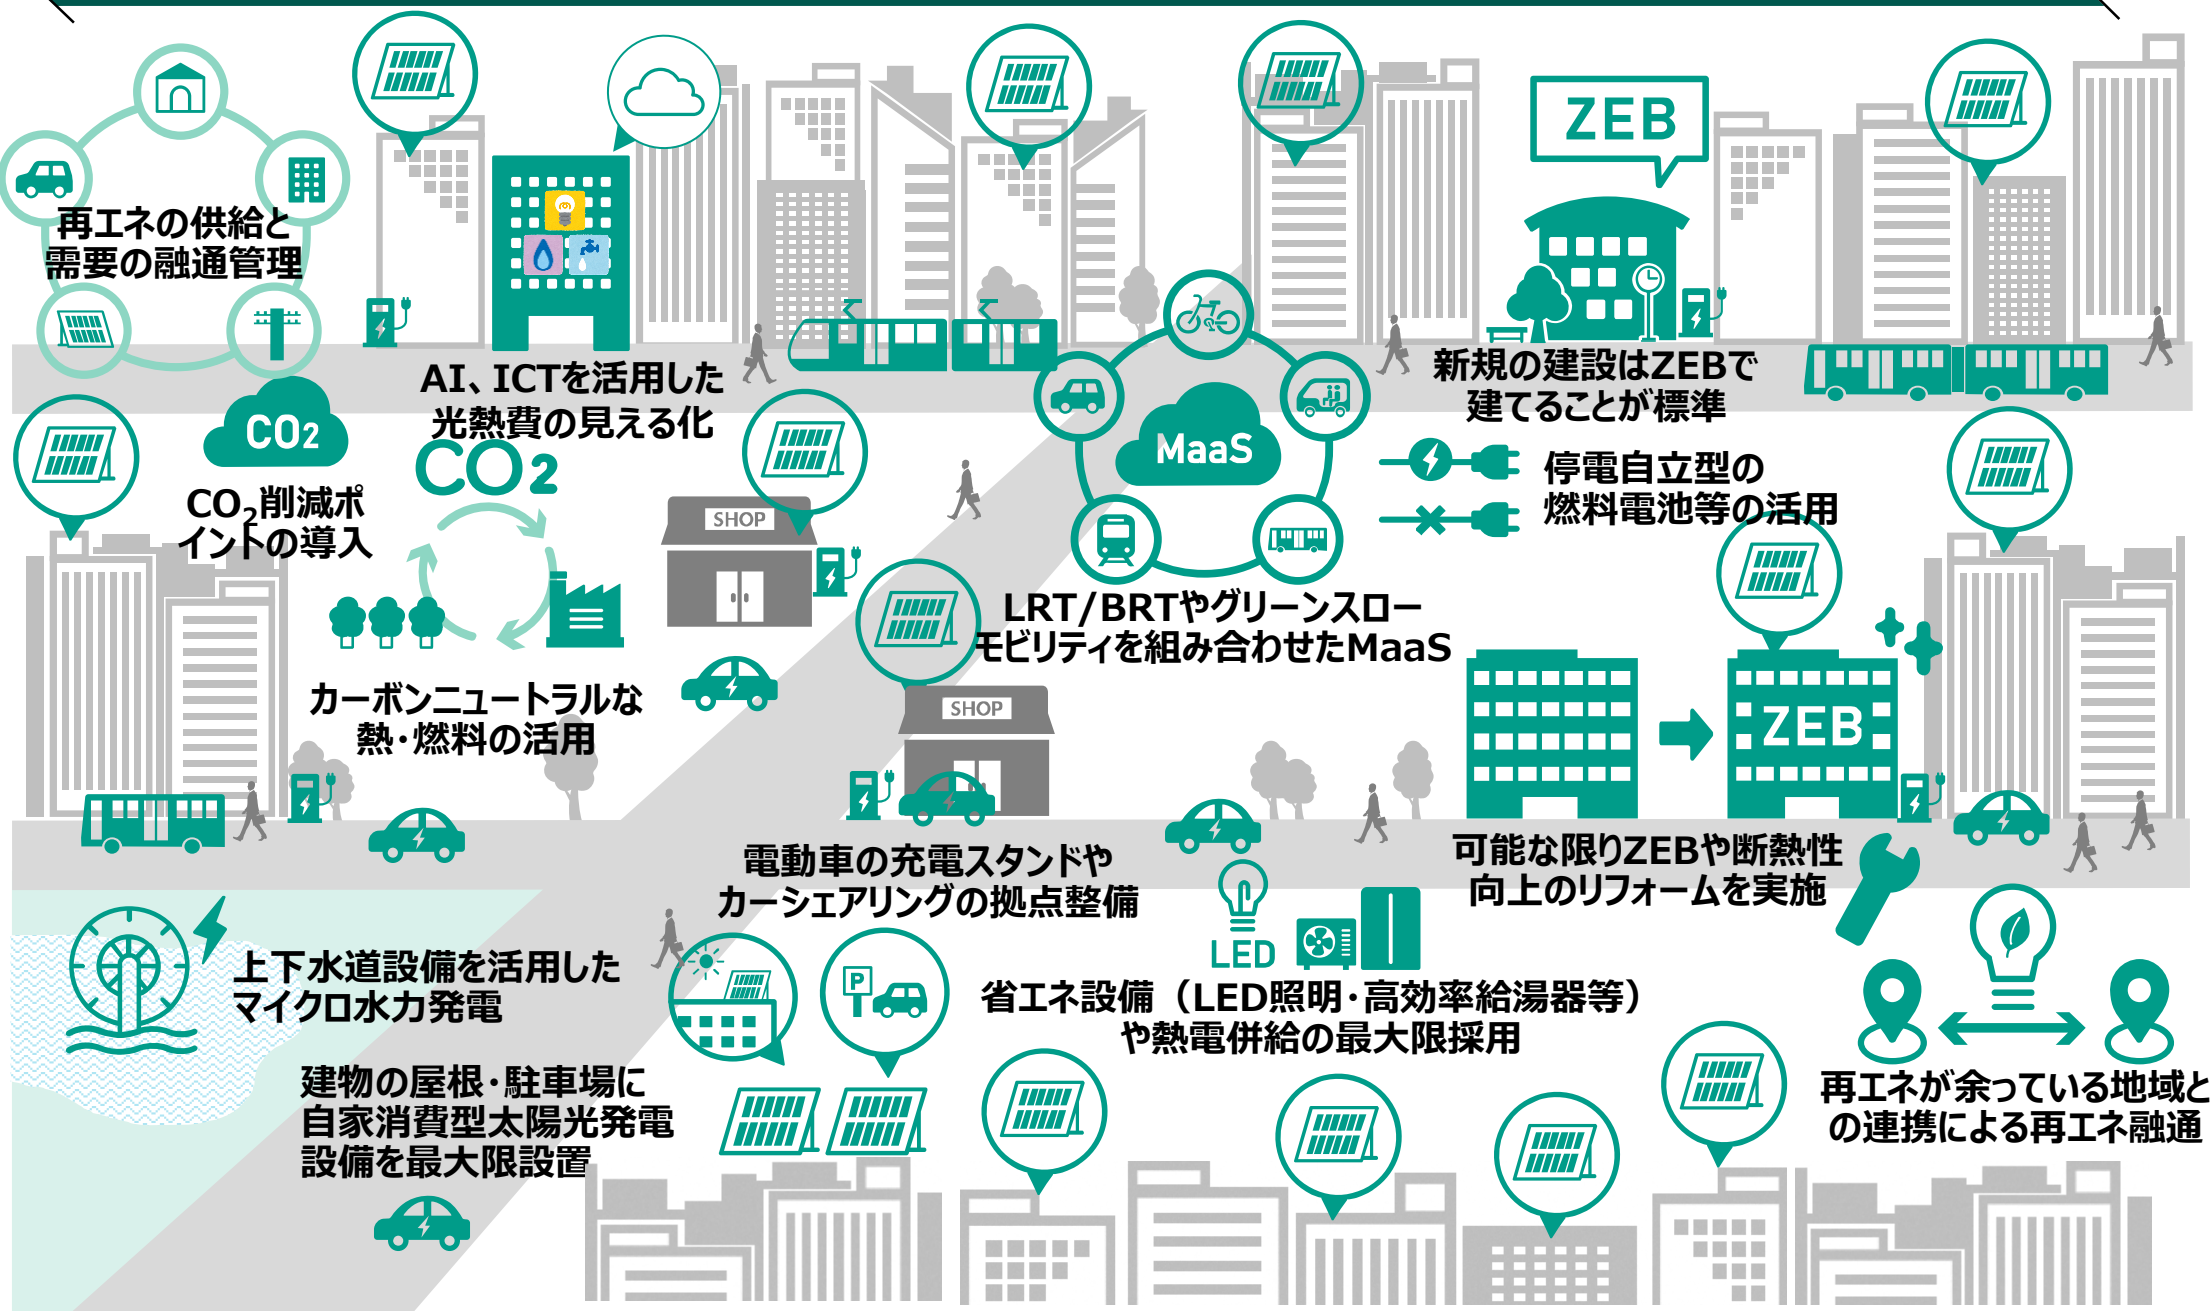 ZEB
再エネの供給と
需要の融通管理
AI、ICTを活用した
光熱費の見える化
新規の建設はZEBで
建てることが標準
CO2
CO2
CO₂削減ポ
イントの導入
MaaS
停電自立型の
燃料電池等の活用
SHOP
LRT/BRTやグリーンスロー
モビリティを組み合わせたMaaS
カーボンニュートラルな
熱・燃料の活用
SHOP
ZEB
電動車の充電スタンドや
カーシェアリングの拠点整備
可能な限りZEBや断熱性
向上のリフォームを実施
LED
上下水道設備を活用した
マイクロ水力発電
P
省エネ設備（LED照明・高効率給湯器等）
や熱電併給の最大限採用
建物の屋根・駐車場に
自家消費型太陽光発電
設備を最大限設置
再エネが余っている地域と
の連携による再エネ融通